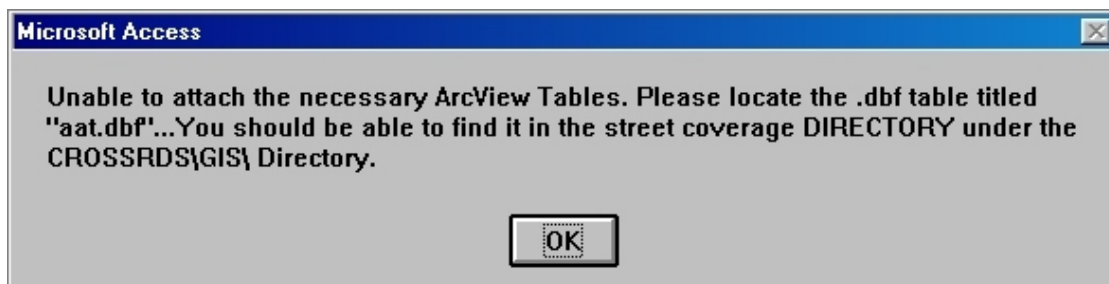 Microsoft Access
Unable to attach the necessary ArcView Tables. Please locate the .dbf table titled
"aat.dbf"...You should be able to find it in the street coverage DIRECTORY under the
CROSSRDS\GIS\ Directory.
OK